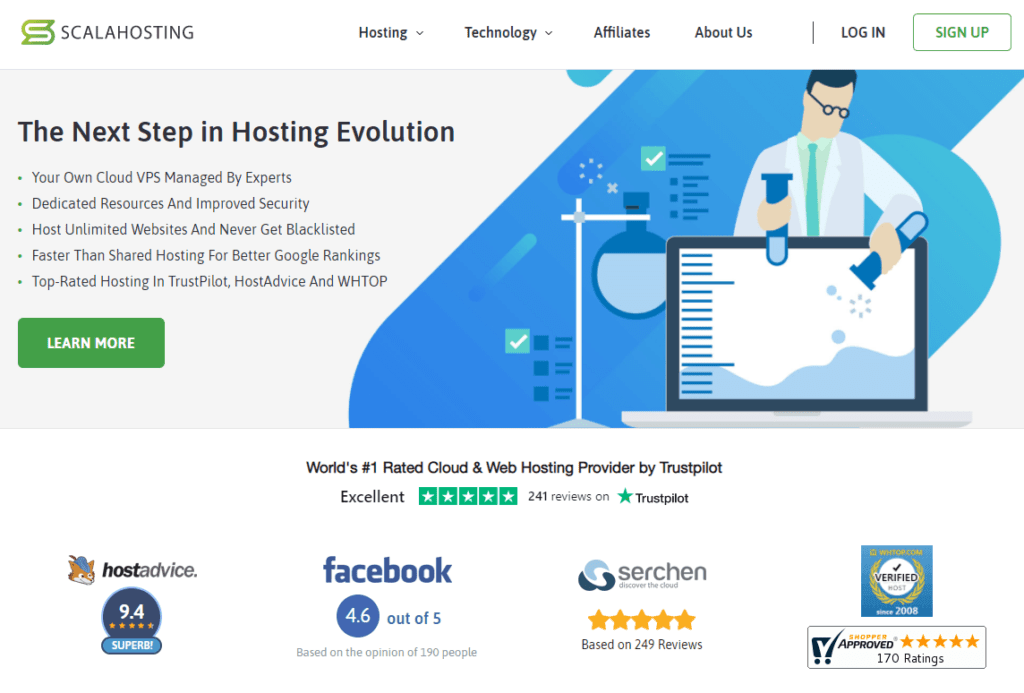 SCALAHOSTING
Hosting
Technology
Affiliates
About Us
LOG IN
SIGN UP
The Next Step in Hosting Evolution
• Your Own Cloud VPS Managed By Experts
• Dedicated Resources And Improved Security
• Host Unlimited Websites And Never Get Blacklisted
• Faster Than Shared Hosting For Better Google Rankings
• Top-Rated Hosting In TrustPilot, HostAdvice And WHTOP
LEARN MORE
World's #1 Rated Cloud & Web Hosting Provider by Trustpilot
Excellent 241 reviews on Trustpilot
hostadvice.
9.4
SUPERB!
facebook
4.6 out of 5
Based on the opinion of 190 people
serchen
discover the cloud
Based on 249 Reviews
WHTOP.COM
VERIFIED
HOST
since 2008
SHOPPER
APPROVED
170 Ratings